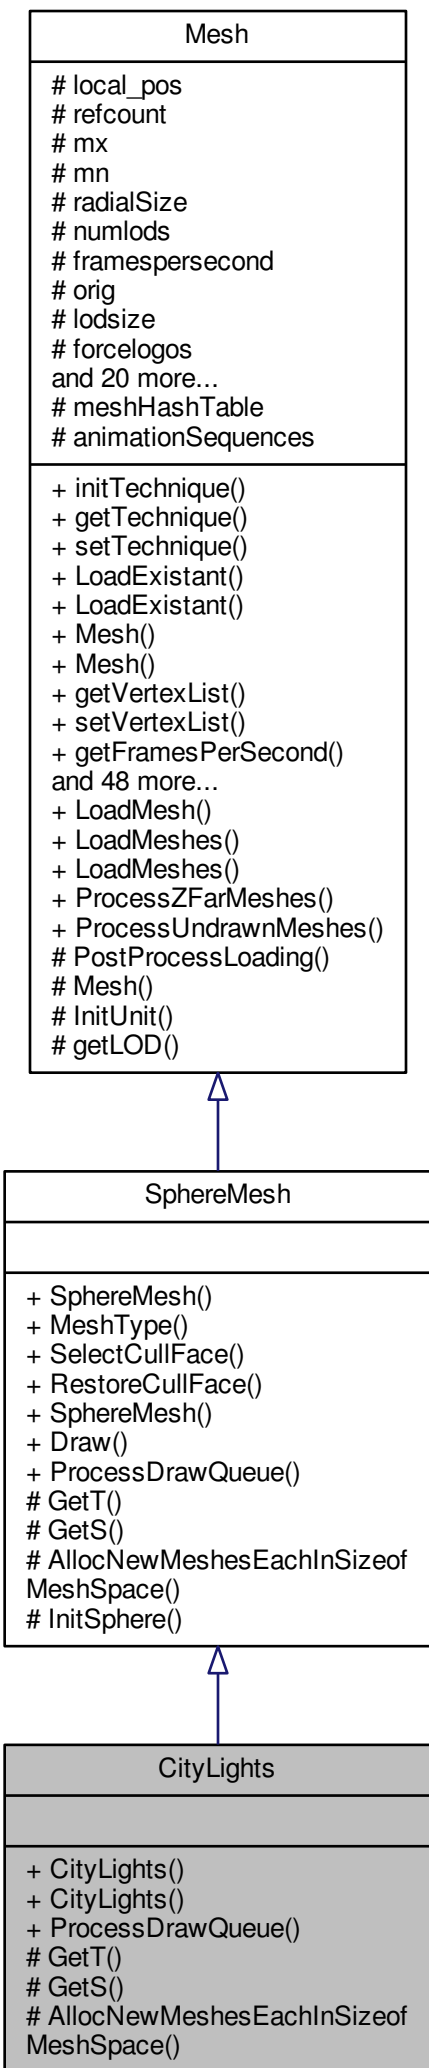 Mesh
# local_pos
# refcount
# mx
# mn
# radialSize
# numlods
# framespersecond
# orig
# lodsize
# forcelogos
and 20 more...
# meshHashTable
# animationSequences
+ initTechnique()
+ getTechnique()
+ setTechnique()
+ LoadExistant()
+ LoadExistant()
+ Mesh()
+ Mesh()
+ getVertexList()
+ setVertexList()
+ getFramesPerSecond()
and 48 more...
+ LoadMesh()
+ LoadMeshes()
+ LoadMeshes()
+ ProcessZFarMeshes()
+ ProcessUndrawnMeshes()
# PostProcessLoading()
# Mesh()
# InitUnit()
# getLOD()
SphereMesh
+ SphereMesh()
+ MeshType()
+ SelectCullFace()
+ RestoreCullFace()
+ SphereMesh()
+ Draw()
+ ProcessDrawQueue()
# GetT()
# GetS()
# AllocNewMeshesEachInSizeof
MeshSpace()
# InitSphere()
CityLights
+ CityLights()
+ CityLights()
+ ProcessDrawQueue()
# GetT()
# GetS()
# AllocNewMeshesEachInSizeof
MeshSpace()